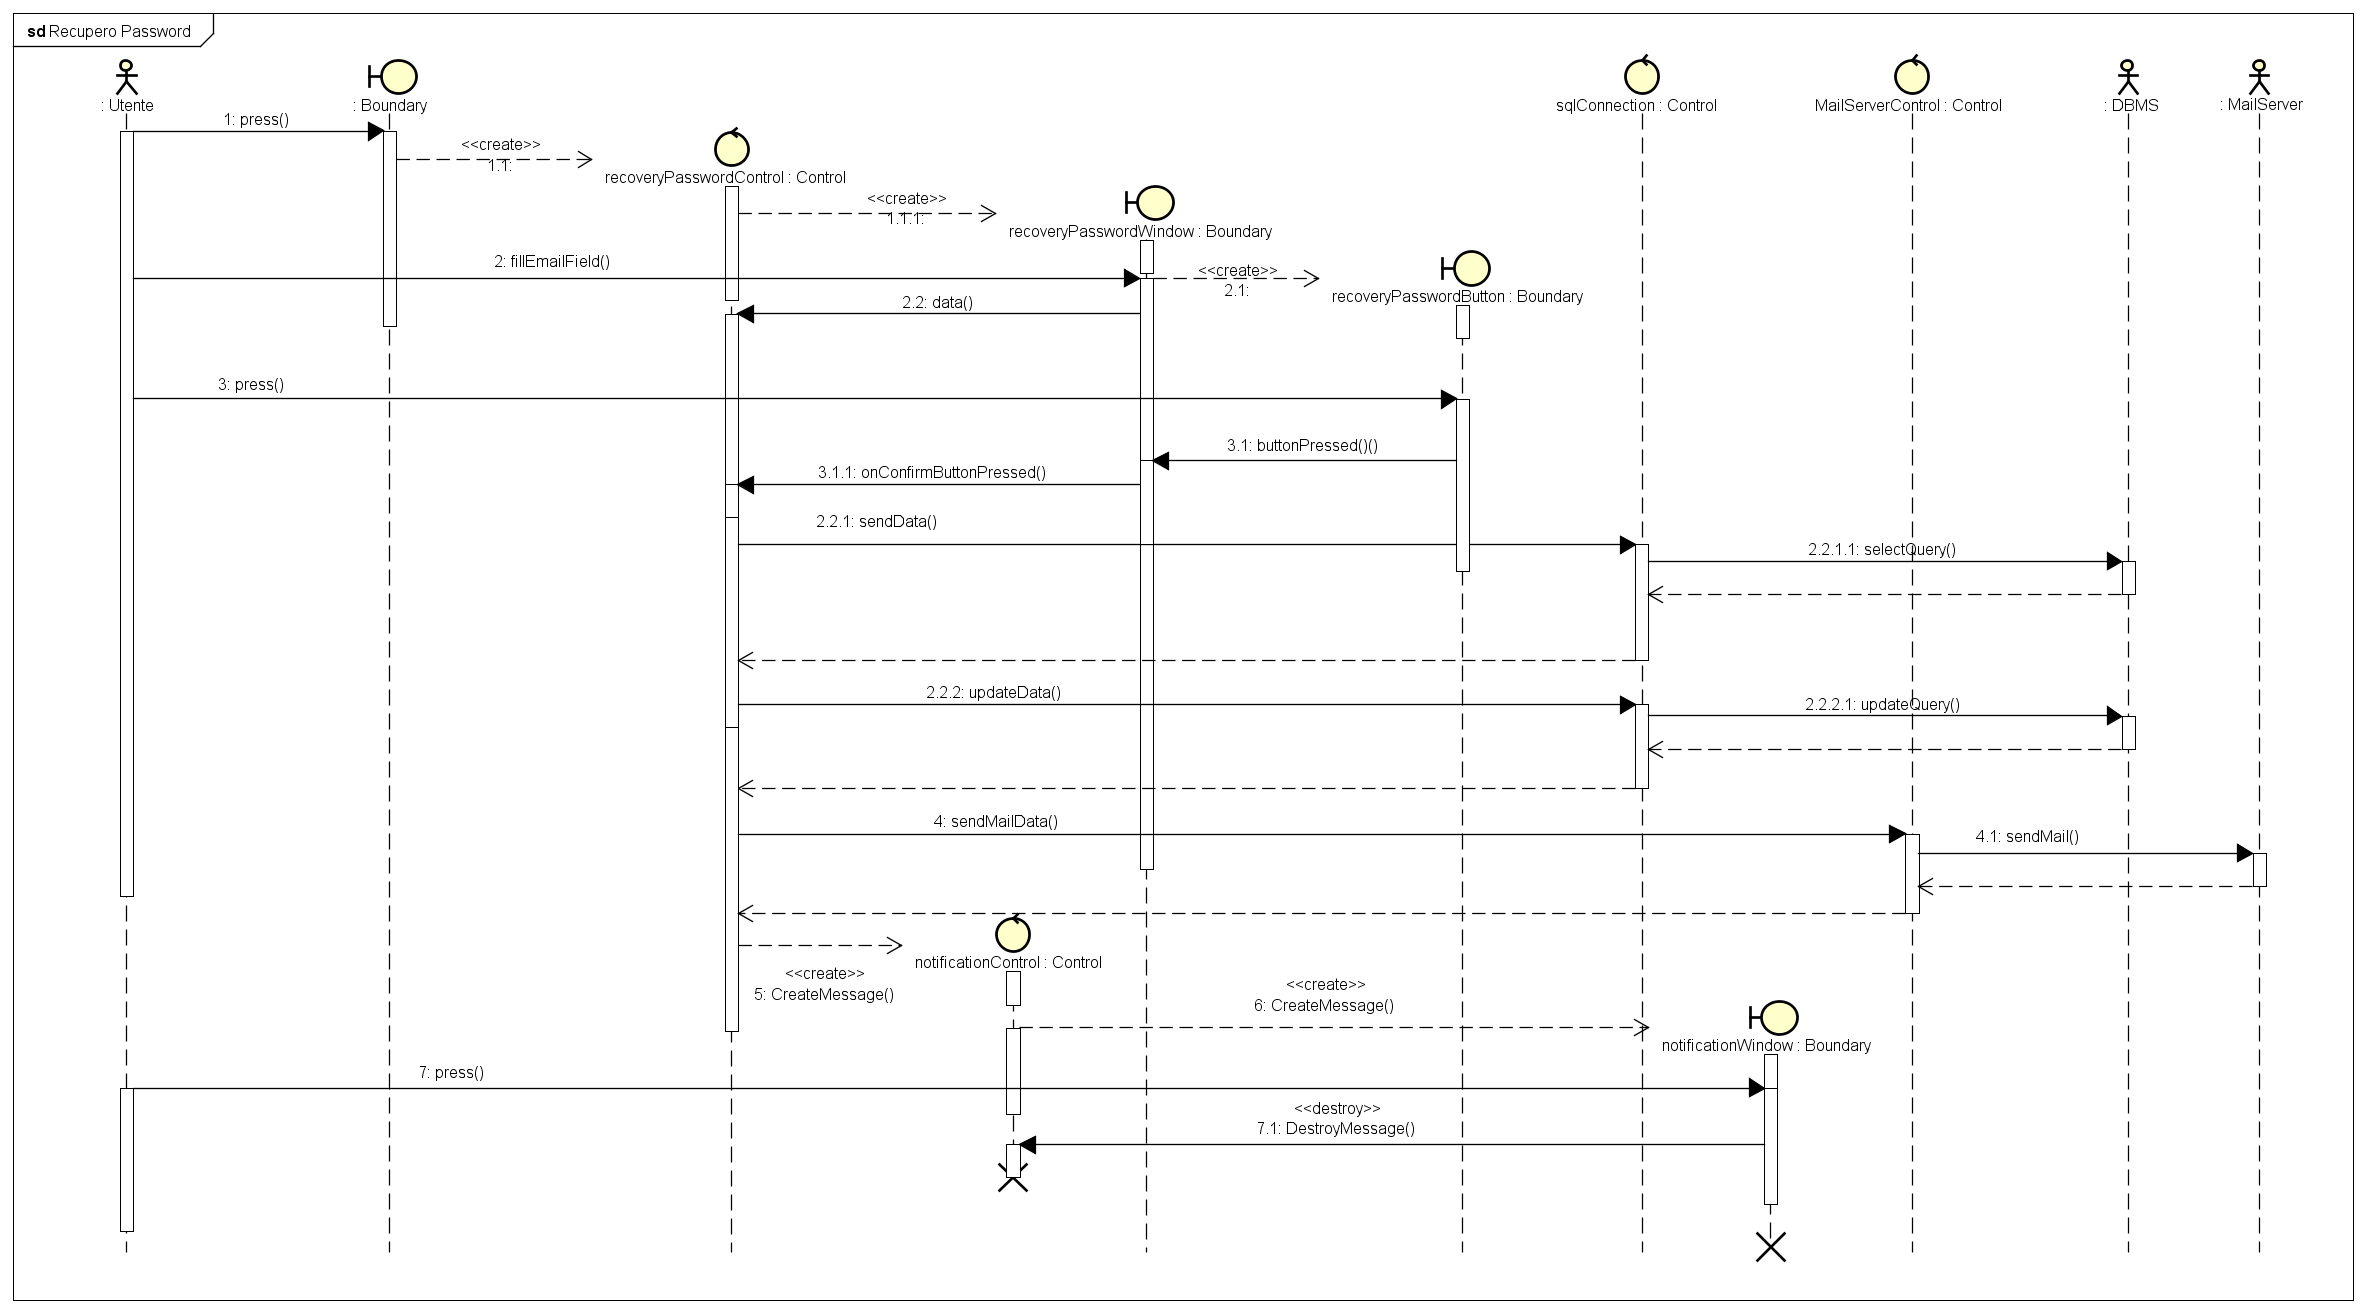 sd Recupero Password
: Utente
: Boundary
sqlConnection : Control
MailServerControl : Control
: DBMS
: MailServer
1: press()
<<create>>
1.1:
recoveryPasswordControl : Control
<<create>>
1.1.1:
recoveryPasswordWindow : Boundary
2: fillEmailField()
<<create>>
2.1:
recoveryPasswordButton : Boundary
2.2: data()
3: press()
3.1: buttonPressed()()
3.1.1: onConfirmButtonPressed()
2.2.1: sendData()
2.2.1.1: selectQuery()
2.2.2: updateData()
2.2.2.1: updateQuery()
4: sendMailData()
4.1: sendMail()
notificationControl : Control
<<create>>
5: CreateMessage()
<<create>>
6: CreateMessage()
notificationWindow : Boundary
7: press()
<<destroy>>
7.1: DestroyMessage()